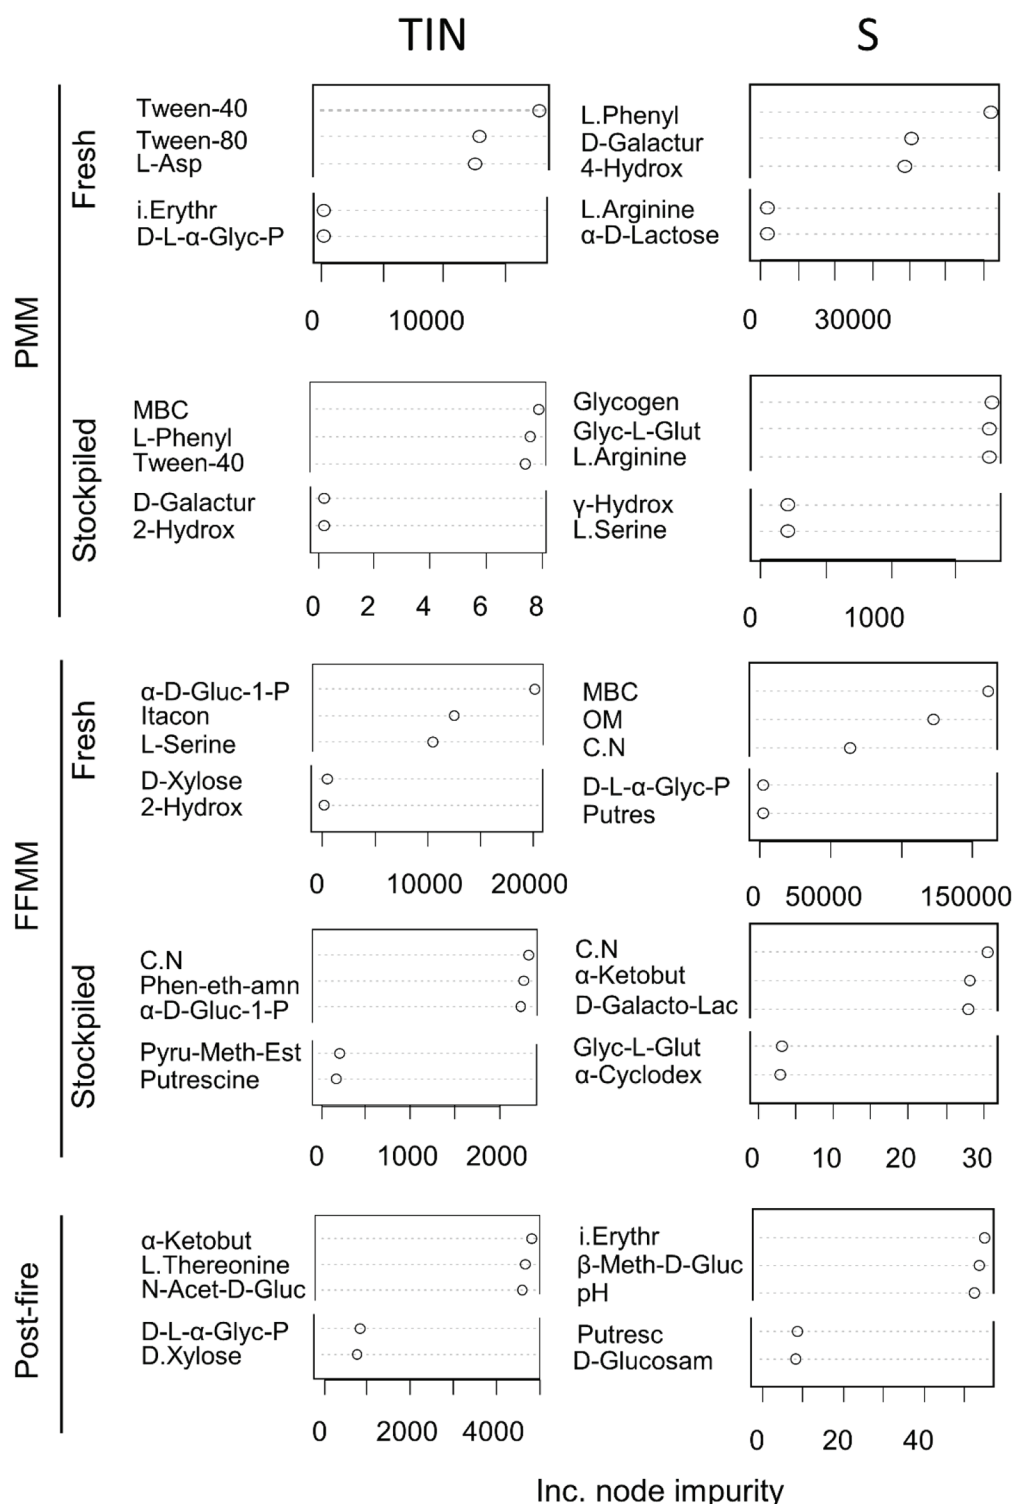 TIN
S
PMM
Fresh
Tween-40
Tween-80
L-Asp
i.Erythr
D-L-α-Glyc-P
0 10000
L.Phenyl
D-Galactur
4-Hydrox
L.Arginine
α-D-Lactose
0 30000
Stockpiled
MBC
L-Phenyl
Tween-40
D-Galactur
2-Hydrox
0 2 4 6 8
Glycogen
Glyc-L-Glut
L.Arginine
γ-Hydrox
L.Serine
0 1000
FFMM
Fresh
α-D-Gluc-1-P
Itacon
L-Serine
D-Xylose
2-Hydrox
0 10000 20000
MBC
OM
C.N
D-L-α-Glyc-P
Putres
0 50000 150000
Stockpiled
C.N
Phen-eth-amn
α-D-Gluc-1-P
Pyru-Meth-Est
Putrescine
0 1000 2000
C.N
α-Ketobut
D-Galacto-Lac
Glyc-L-Glut
α-Cyclodex
0 10 20 30
Post-fire
α-Ketobut
L.Thereonine
N-Acet-D-Gluc
D-L-α-Glyc-P
D.Xylose
0 2000 4000
i.Erythr
β-Meth-D-Gluc
pH
Putresc
D-Glucosam
0 20 40
Inc. node impurity